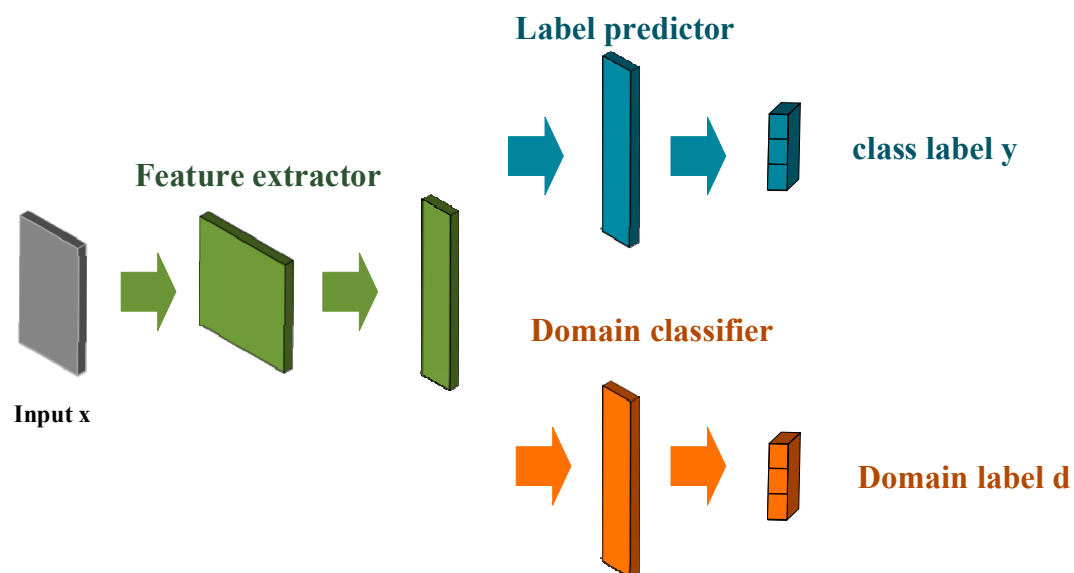 Label predictor
class label y
Feature extractor
Input x
Domain classifier
Domain label d